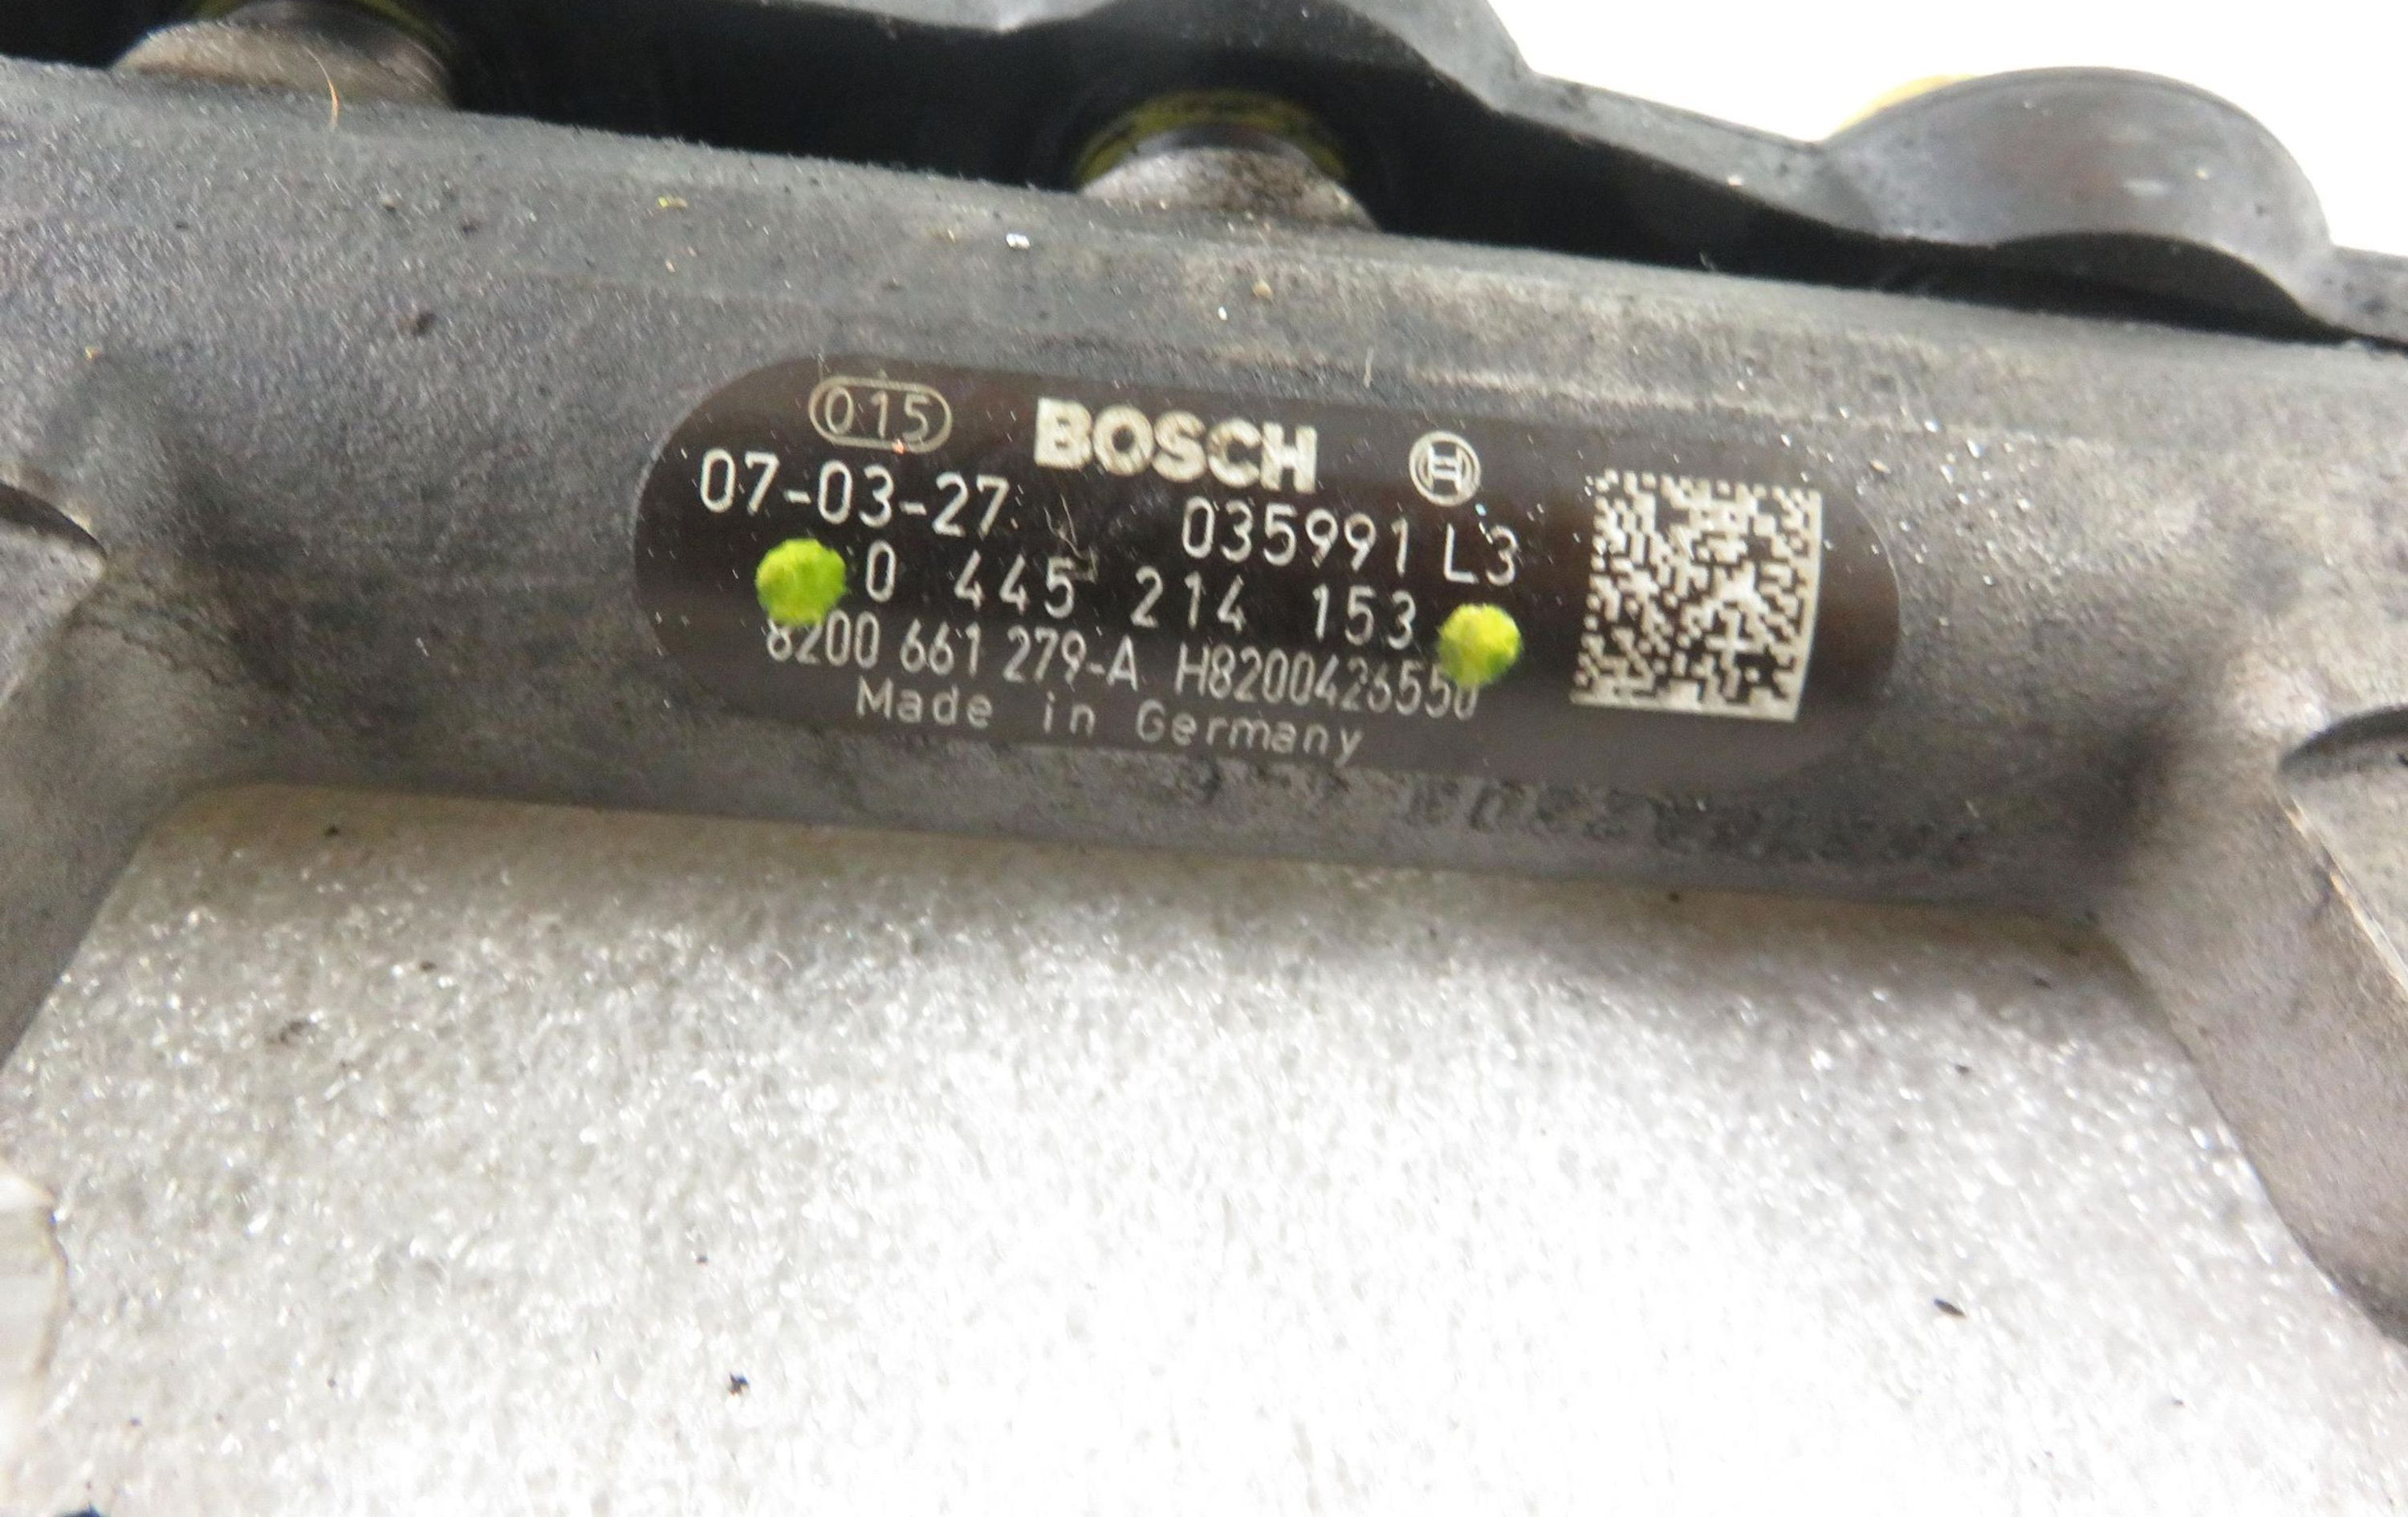 015 BOSCH
07-03-27 035991 L3
0 445 214 153
8200 661 279-A H8200426550
Made in Germany